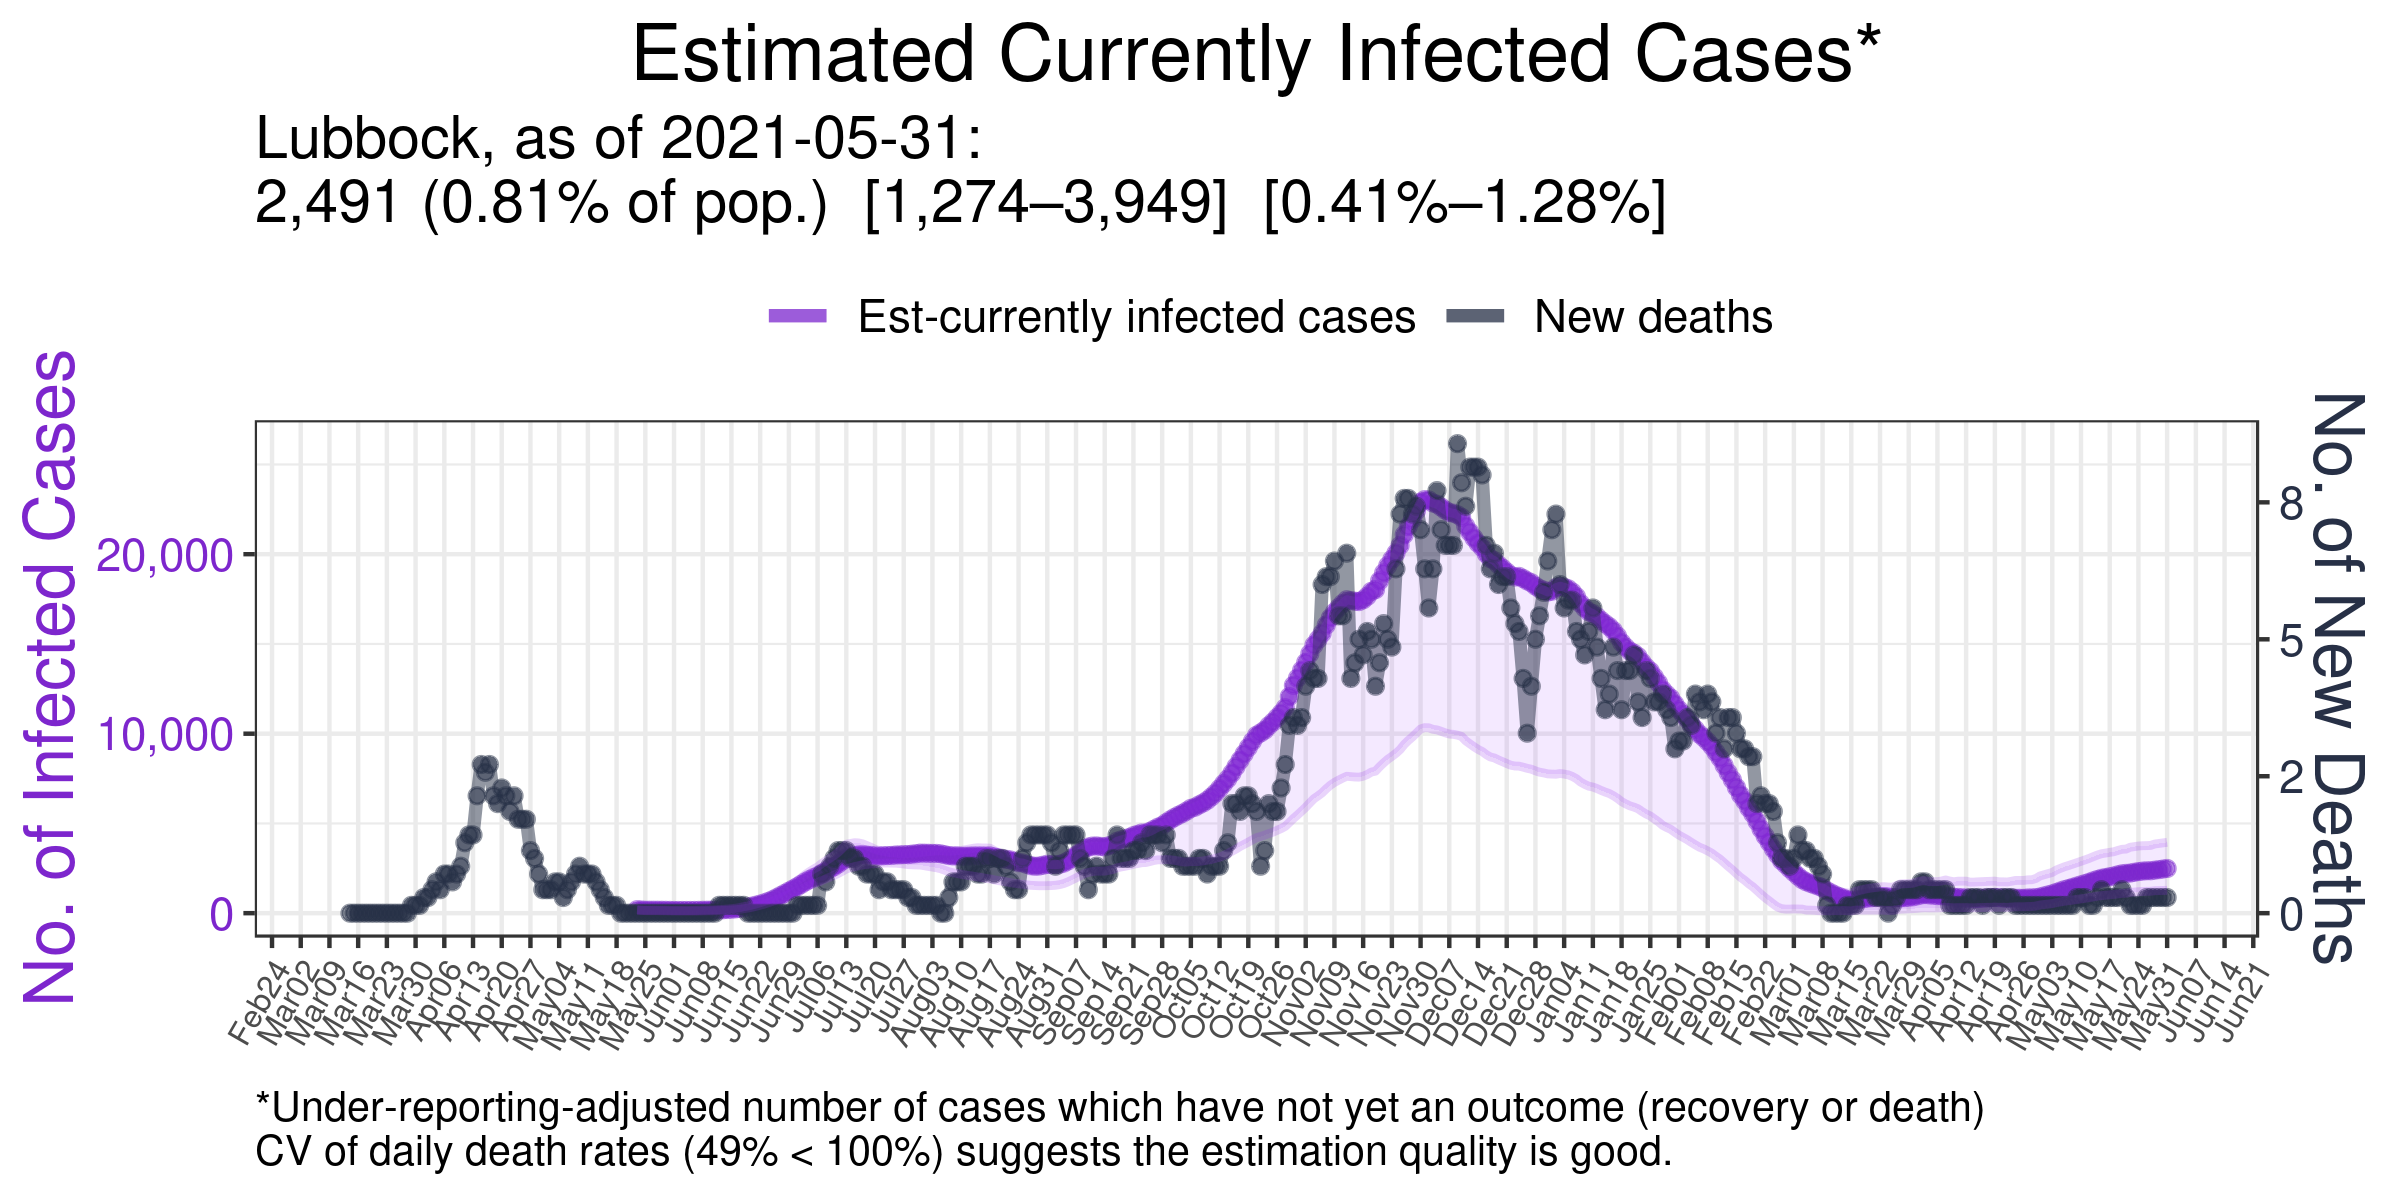 Estimated Currently Infected Cases*
Lubbock, as of 2021-05-31:
2,491 (0.81% of pop.) [1,274–3,949] [0.41%–1.28%]
Est-currently infected cases
New deaths
No. of Infected Cases
20,000
10,000
0
8
5
2
0
No. of New Deaths
Feb24
Mar02
Mar09
Mar16
Mar23
Mar30
Apr06
Apr13
Apr20
Apr27
May04
May11
May18
May25
Jun01
Jun08
Jun15
Jun22
Jun29
Jul06
Jul13
Jul20
Jul27
Aug03
Aug10
Aug17
Aug24
Aug31
Sep07
Sep14
Sep21
Sep28
Oct05
Oct12
Oct19
Oct26
Nov02
Nov09
Nov16
Nov23
Nov30
Dec07
Dec14
Dec21
Dec28
Jan04
Jan11
Jan18
Jan25
Feb01
Feb08
Feb15
Feb22
Mar01
Mar08
Mar15
Mar22
Mar29
Apr05
Apr12
Apr19
Apr26
May03
May10
May17
May24
May31
Jun07
Jun14
Jun21
*Under-reporting-adjusted number of cases which have not yet an outcome (recovery or death)
CV of daily death rates (49% < 100%) suggests the estimation quality is good.